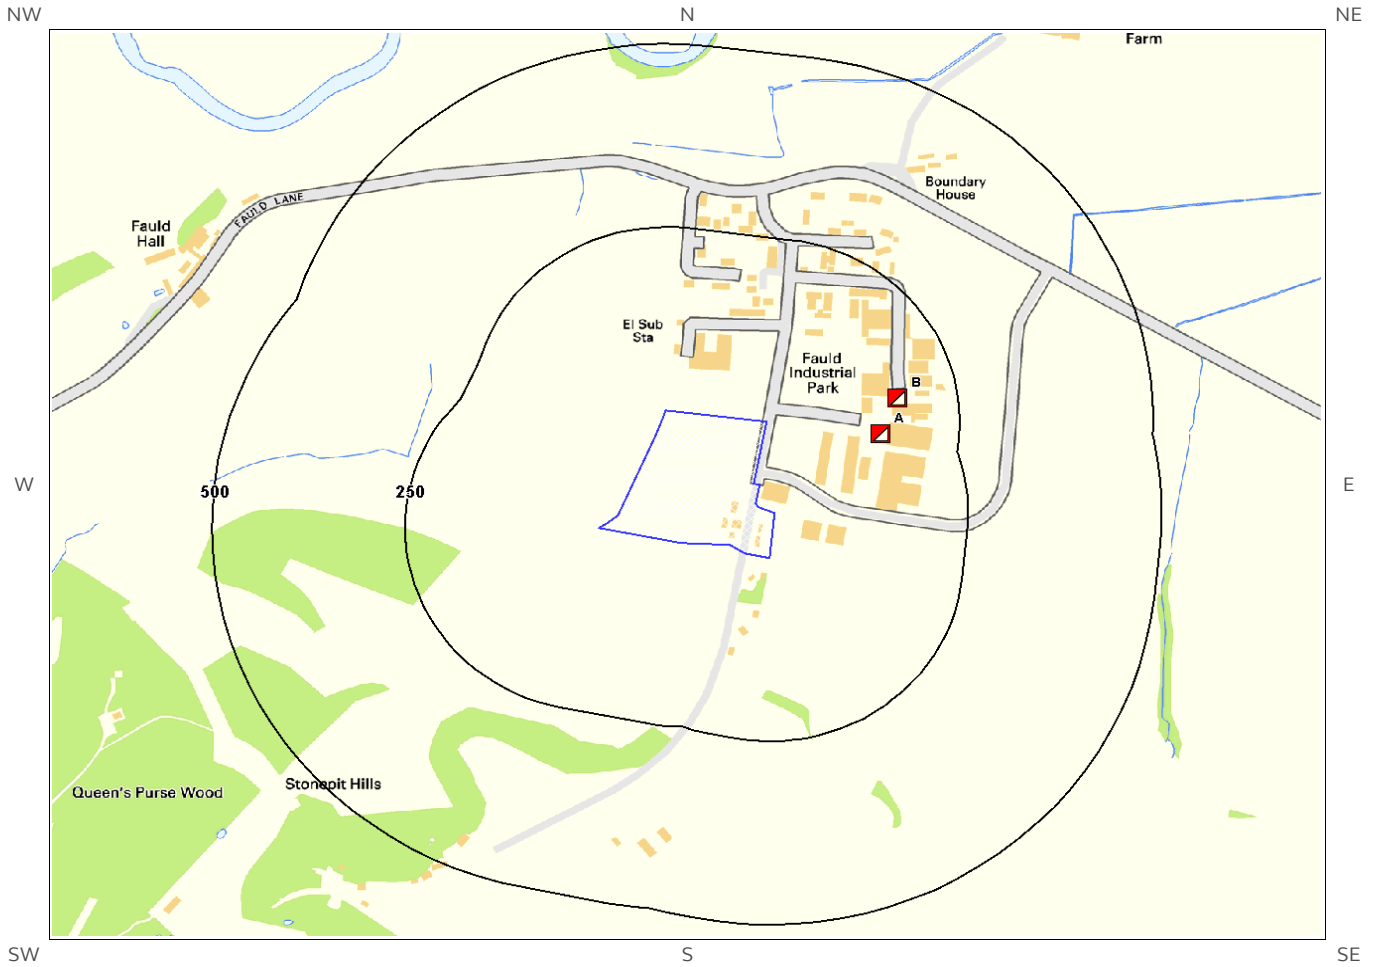 NW
N
NE
Farm
Boundary
House
FAULD LANE
Fauld
Hall
El Sub
Sta
Fauld
Industrial
Park
B
A
W
500
250
E
Stonepit Hills
Queen's Purse Wood
SW
S
SE